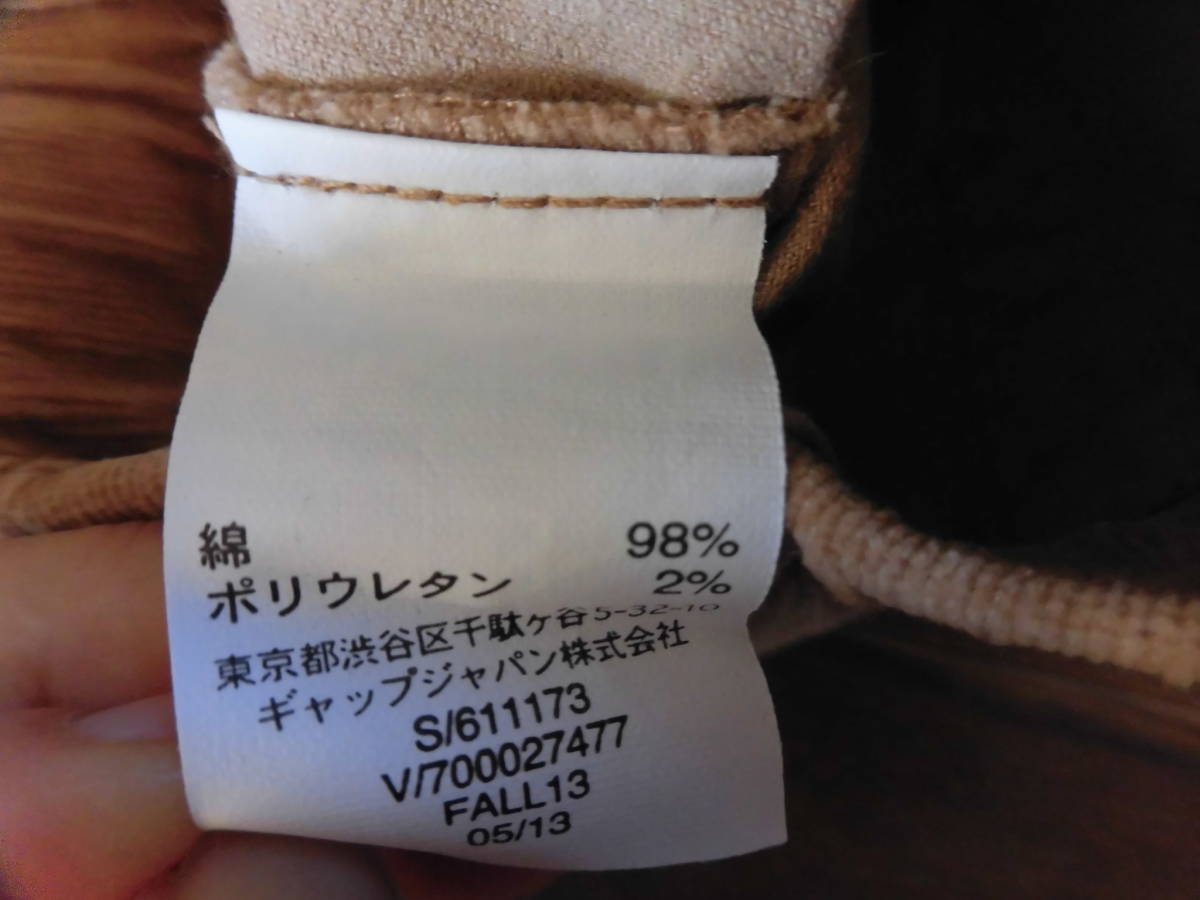 綿 98%
ポリウレタン 2%
東京都渋谷区千駄ヶ谷5-32-10
ギャップジャパン株式会社
S/611173
V/700027477
FALL13
05/13